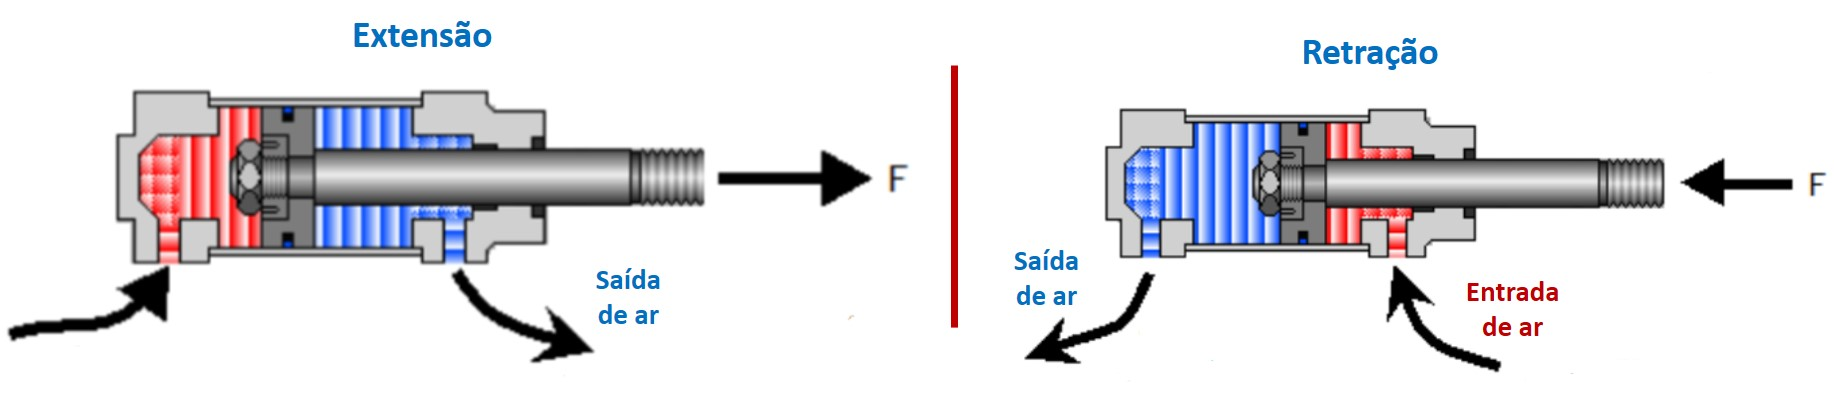 Extensão
F
Saída
de ar
Retração
F
Saída
de ar
Entrada
de ar